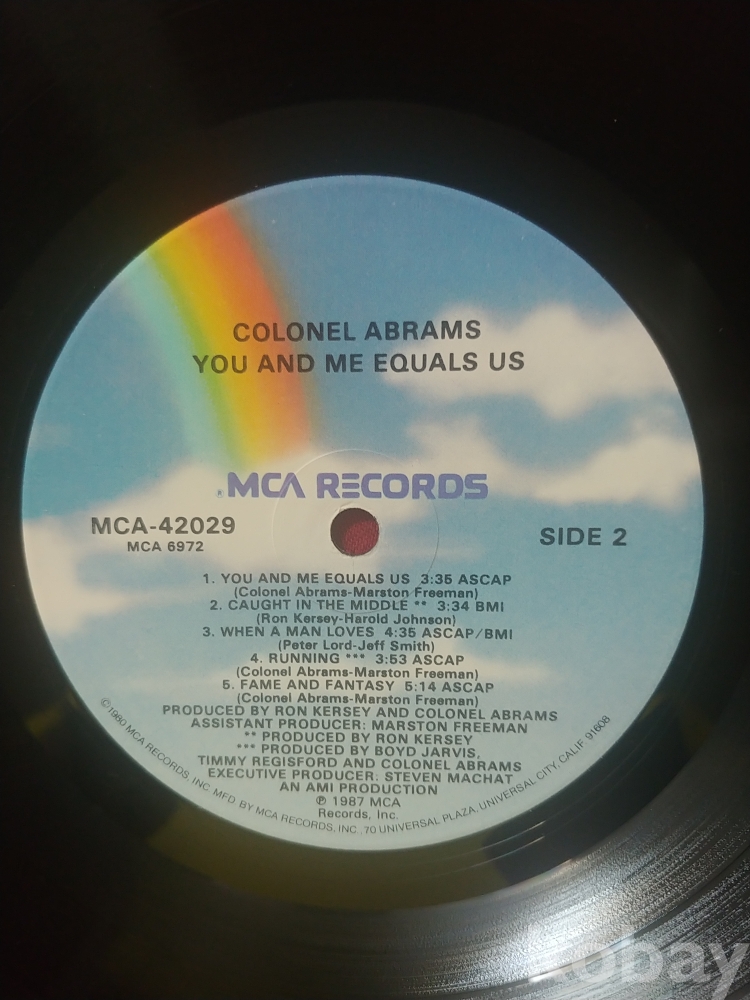 COLONEL ABRAMS
YOU AND ME EQUALS US
MCA RECORDS
MCA-42029
MCA 6972
SIDE 2
1. YOU AND ME EQUALS US 3:35 ASCAP
(Colonel Abrams-Marston Freeman)
2. CAUGHT IN THE MIDDLE ** 3:34 BMI
(Ron Kersey-Harold Johnson)
3. WHEN A MAN LOVES 4:35 ASCAP/BMI
(Peter Lord-Jeff Smith)
4. RUNNING *** 3:53 ASCAP
(Colonel Abrams-Marston Freeman)
5. FAME AND FANTASY 5:14 ASCAP
(Colonel Abrams-Marston Freeman)
PRODUCED BY RON KERSEY AND COLONEL ABRAMS
ASSISTANT PRODUCER: MARSTON FREEMAN
** PRODUCED BY RON KERSEY
*** PRODUCED BY BOYD JARVIS,
TIMMY REGISFORD AND COLONEL ABRAMS
EXECUTIVE PRODUCER: STEVEN MACHAT
AN AMI PRODUCTION
℗ 1987 MCA
Records, Inc.
©1980 MCA RECORDS, INC. MFD. BY MCA RECORDS, INC., 70 UNIVERSAL PLAZA, UNIVERSAL CITY, CALIF. 91608
kobay